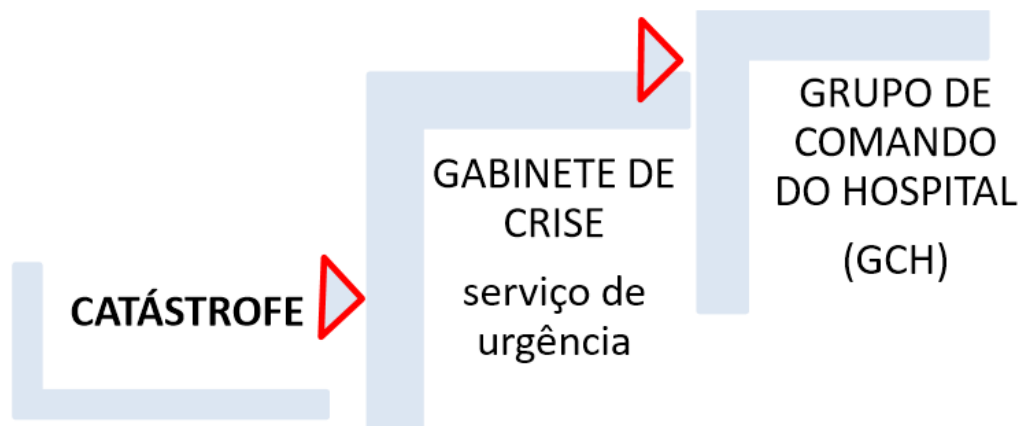 CATÁSTROFE
GABINETE DE
CRISE
serviço de
urgência
GRUPO DE
COMANDO
DO HOSPITAL
(GCH)